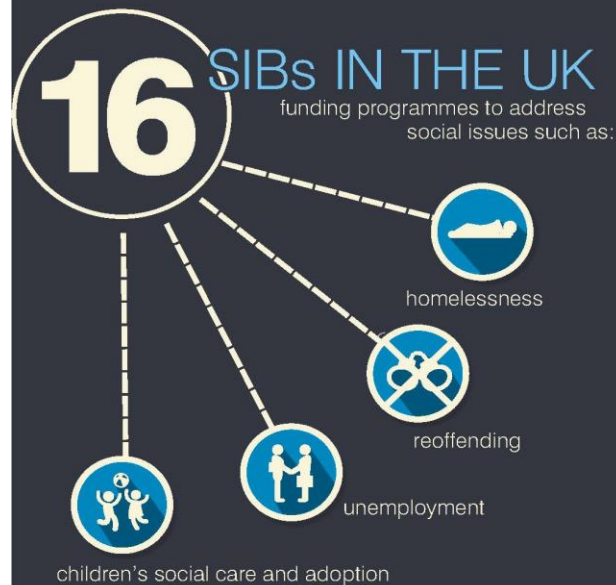 16
SIBs IN THE UK
funding programmes to address
social issues such as:
homelessness
reoffending
unemployment
children's social care and adoption